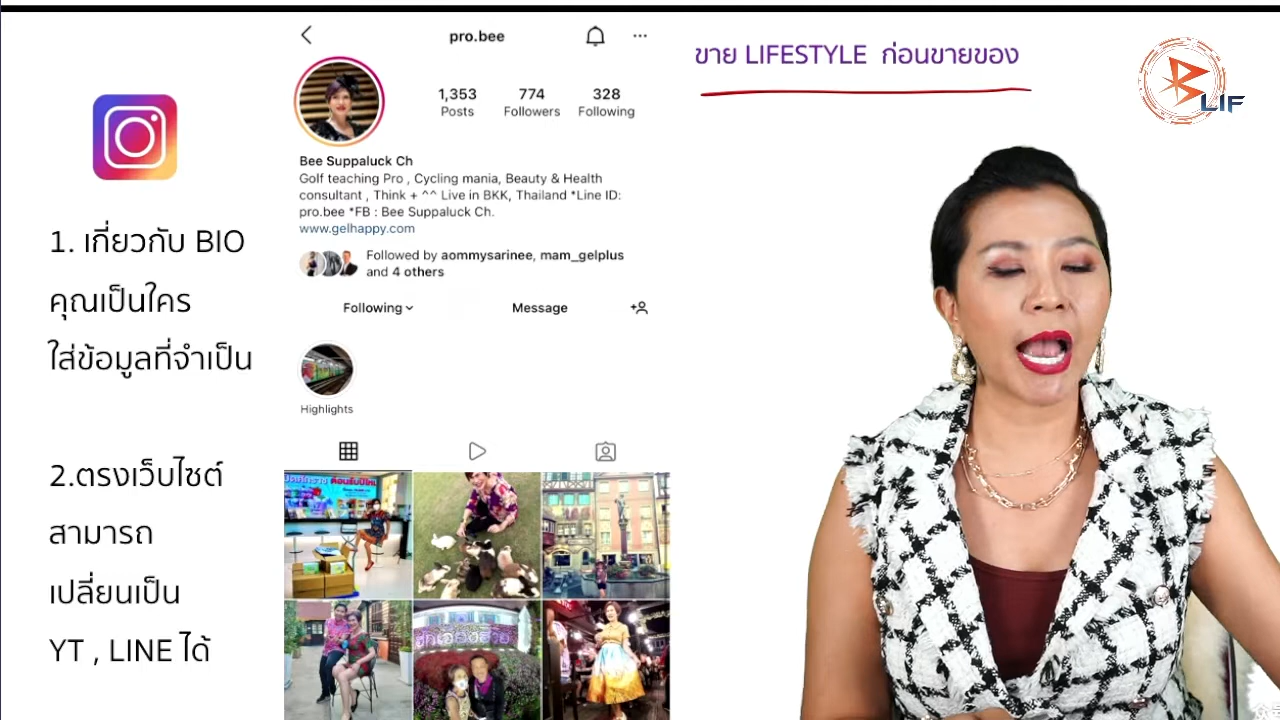 pro.bee
ขาย LIFESTYLE ก่อนขายของ
LIF
1,353 774 328
Posts Followers Following
Bee Suppaluck Ch
Golf teaching Pro , Cycling mania, Beauty & Health
consultant , Think + ^^ Live in BKK, Thailand *Line ID:
pro.bee *FB : Bee Suppaluck Ch.
www.gelhappy.com
Followed by aommysarinee, mam_gelplus
and 4 others
Following Message
Highlights
1. เกี่ยวกับ BIO
คุณเป็นใคร
ใส่ข้อมูลที่จำเป็น
2.ตรงเว็บไซต์
สามารถ
เปลี่ยนเป็น
YT , LINE ได้